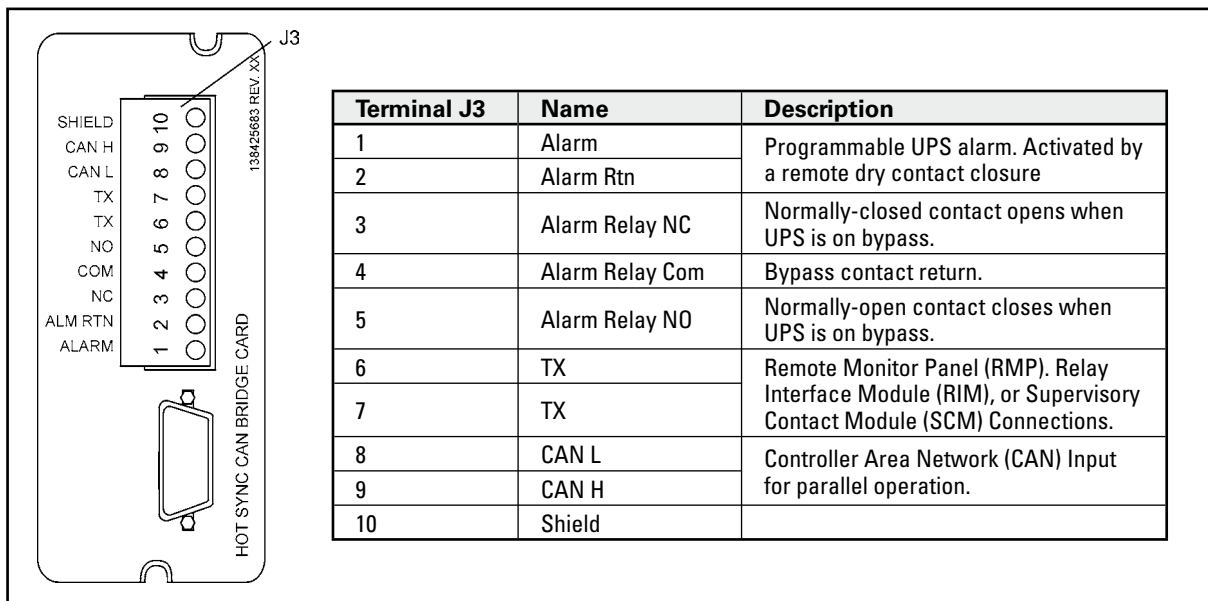 J3
138425683 REV. XX
SHIELD 10
CAN H 9
CAN L 8
TX 7
TX 6
NO 5
COM 4
NC 3
ALM RTN 2
ALARM 1
HOT SYNC CAN BRIDGE CARD
Terminal J3 Name Description
1 Alarm Programmable UPS alarm. Activated by
2 Alarm Rtn a remote dry contact closure
3 Alarm Relay NC Normally-closed contact opens when
UPS is on bypass.
4 Alarm Relay Com Bypass contact return.
5 Alarm Relay NO Normally-open contact closes when
UPS is on bypass.
6 TX Remote Monitor Panel (RMP). Relay
Interface Module (RIM), or Supervisory
7 TX Contact Module (SCM) Connections.
8 CAN L Controller Area Network (CAN) Input
9 CAN H for parallel operation.
10 Shield